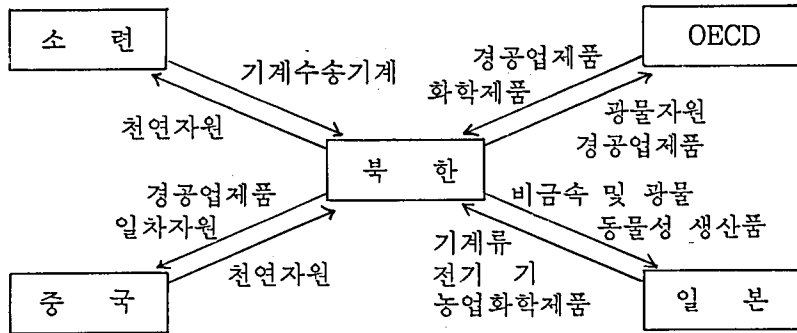 소 련
OECD
기계수송기계
경공업제품
화학제품
천연자원
광물자원
경공업제품
북 한
경공업제품
일차자원
비금속 및 광물
동물성 생산품
천연자원
기계류
전기 기
농업화학제품
중 국
일 본